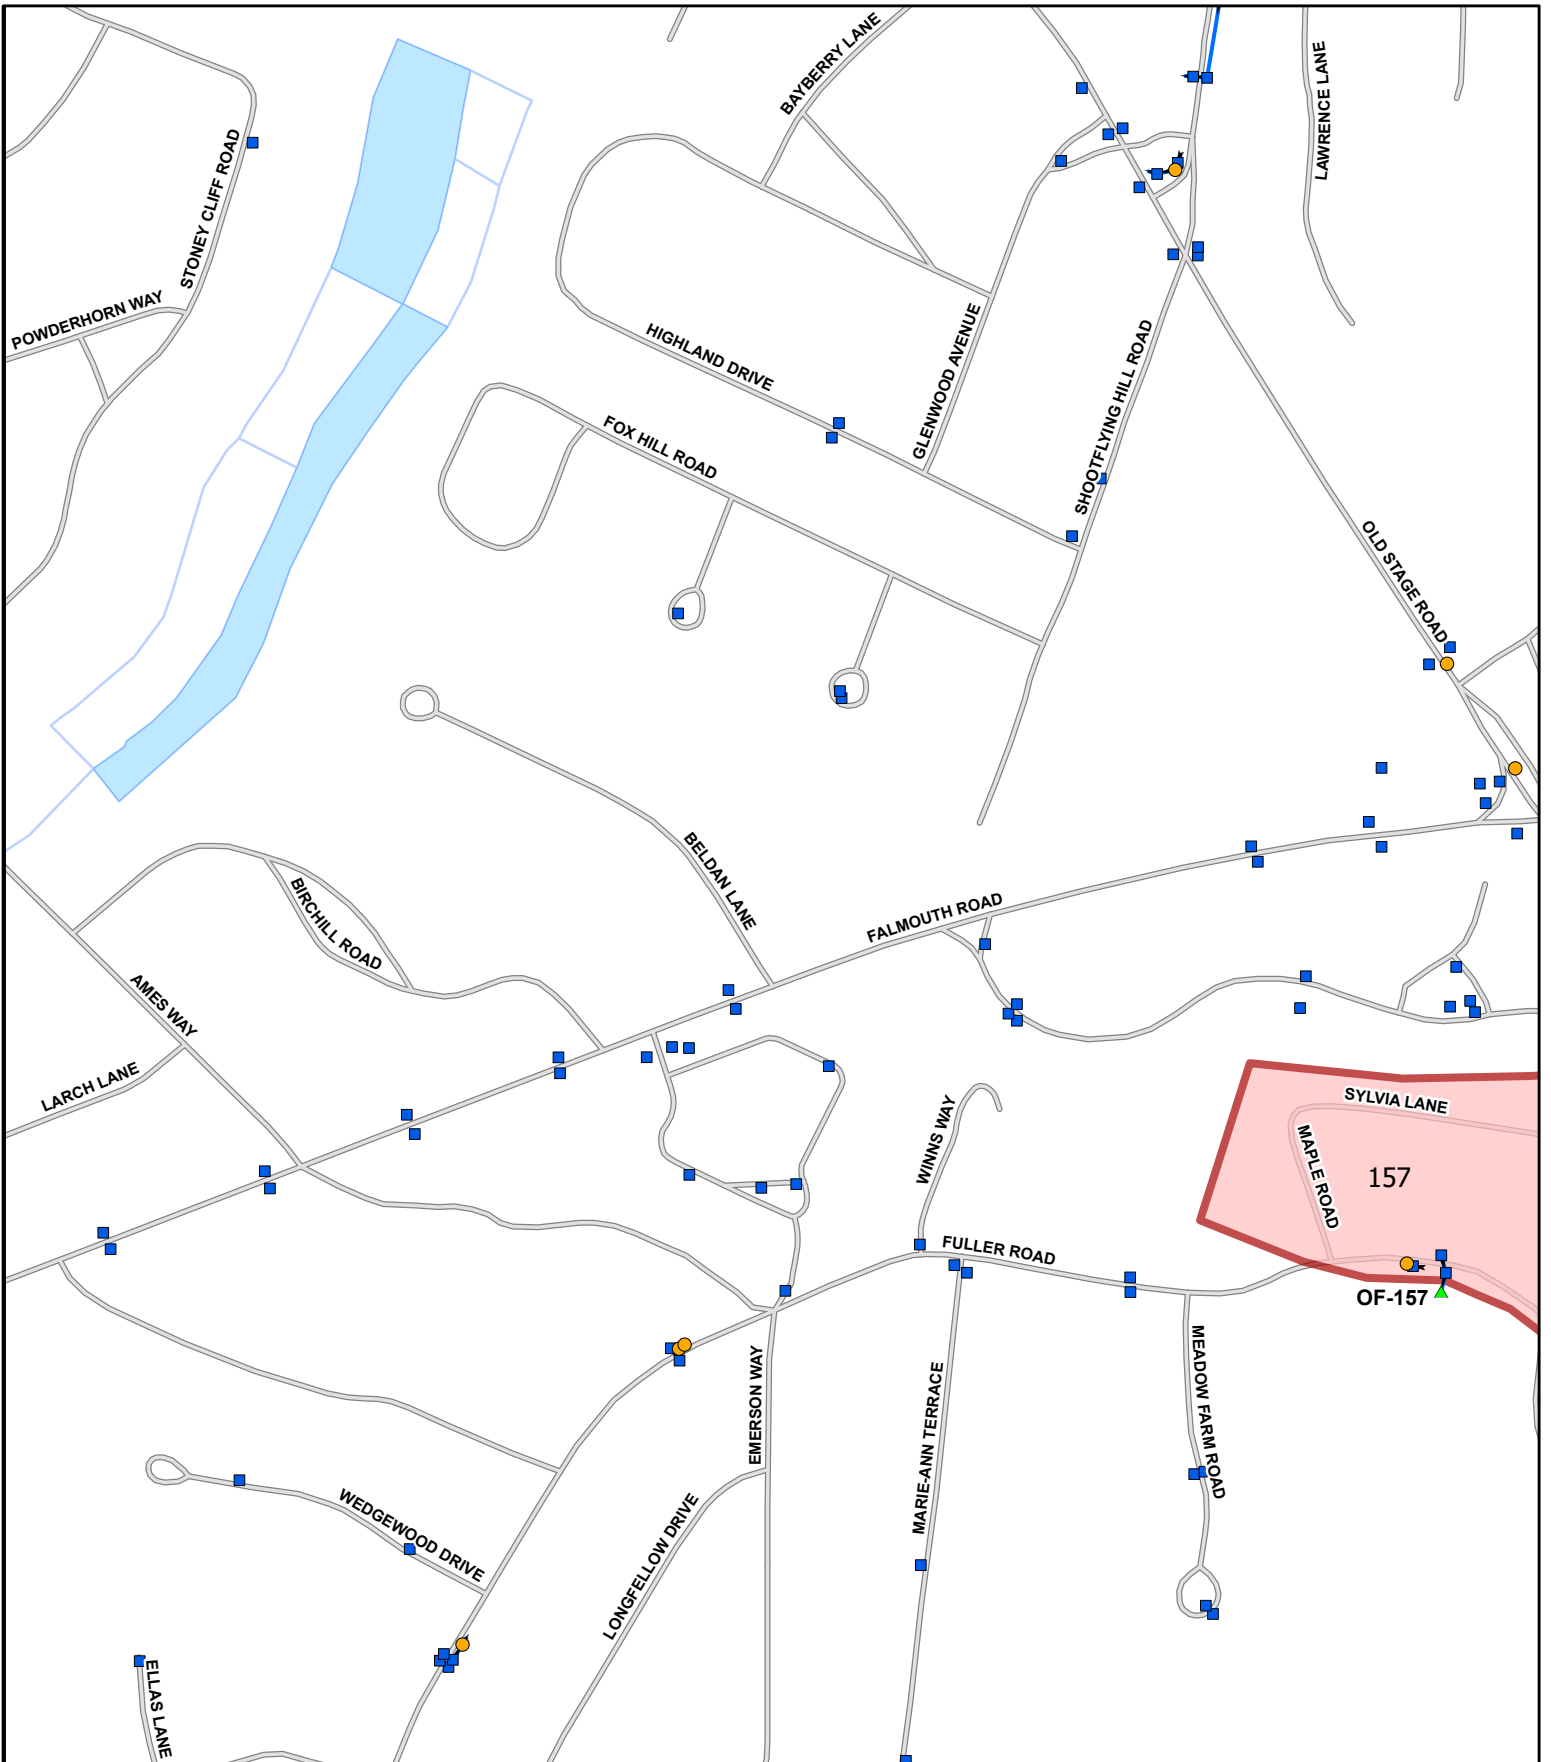 BAYBERRY LANE
LAWRENCE LANE
STONEY CLIFF ROAD
POWDERHORN WAY
HIGHLAND DRIVE
GLENWOOD AVENUE
SHOOTFLYING HILL ROAD
FOX HILL ROAD
OLD STAGE ROAD
BELDAN LANE
FALMOUTH ROAD
BIRCHILL ROAD
AMES WAY
LARCH LANE
WINNS WAY
SYLVIA LANE
MAPLE ROAD
157
FULLER ROAD
OF-157
EMERSON WAY
MARIE-ANN TERRACE
MEADOW FARM ROAD
WEDGEWOOD DRIVE
LONGFELLOW DRIVE
ELLAS LANE